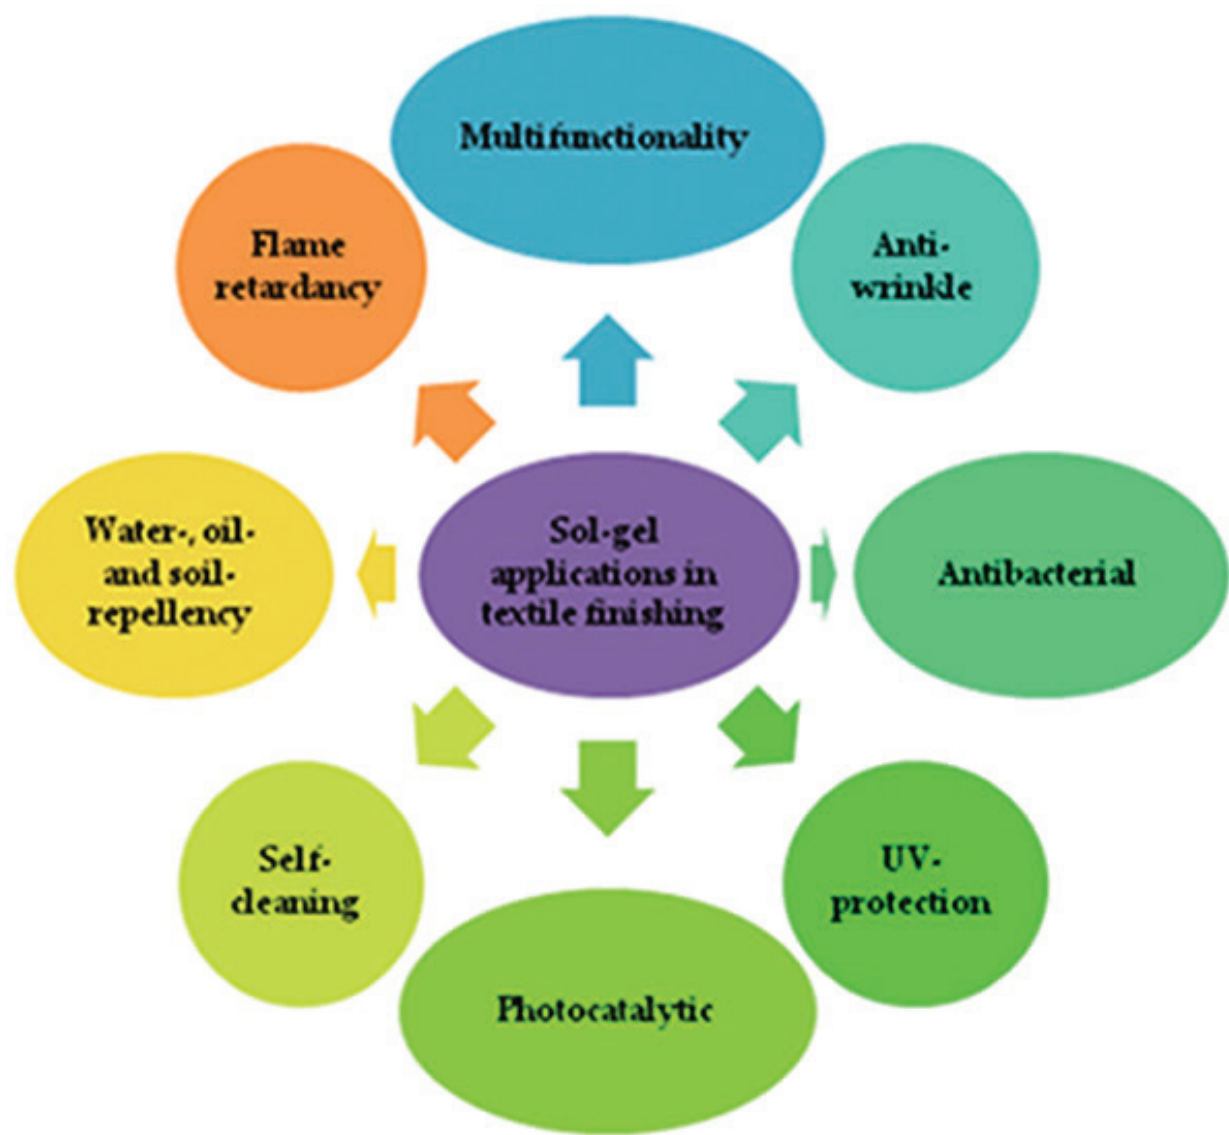 Multifunctionality
Flame
retardancy
Anti-
wrinkle
Water-, oil-
and soil-
repellency
Sol-gel
applications in
textile finishing
Antibacterial
Self-
cleaning
UV-
protection
Photocatalytic